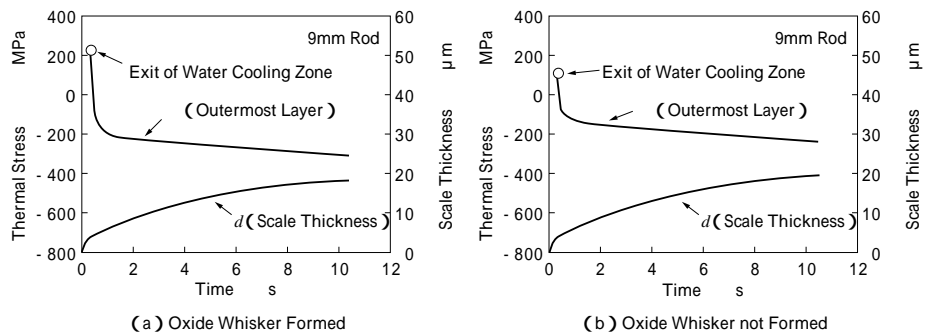 400
200
0
- 200
- 400
- 600
- 800
MPa
Thermal Stress
60
50
40
30
20
10
0
μm
Scale Thickness
9mm Rod
Exit of Water Cooling Zone
(Outermost Layer)
d(Scale Thickness)
0 2 4 6 8 10 12
Time s
(a) Oxide Whisker Formed
400
200
0
- 200
- 400
- 600
- 800
MPa
Thermal Stress
60
50
40
30
20
10
0
μm
Scale Thickness
9mm Rod
Exit of Water Cooling Zone
(Outermost Layer)
d(Scale Thickness)
0 2 4 6 8 10 12
Time s
(b) Oxide Whisker not Formed